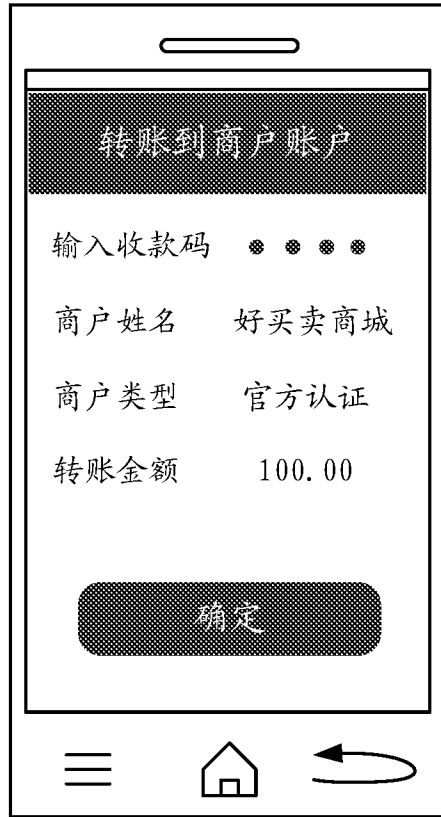 转账到商户账户
输入收款码 ●●●●
商户姓名 好买卖商城
商户类型 官方认证
转账金额 100.00
确定